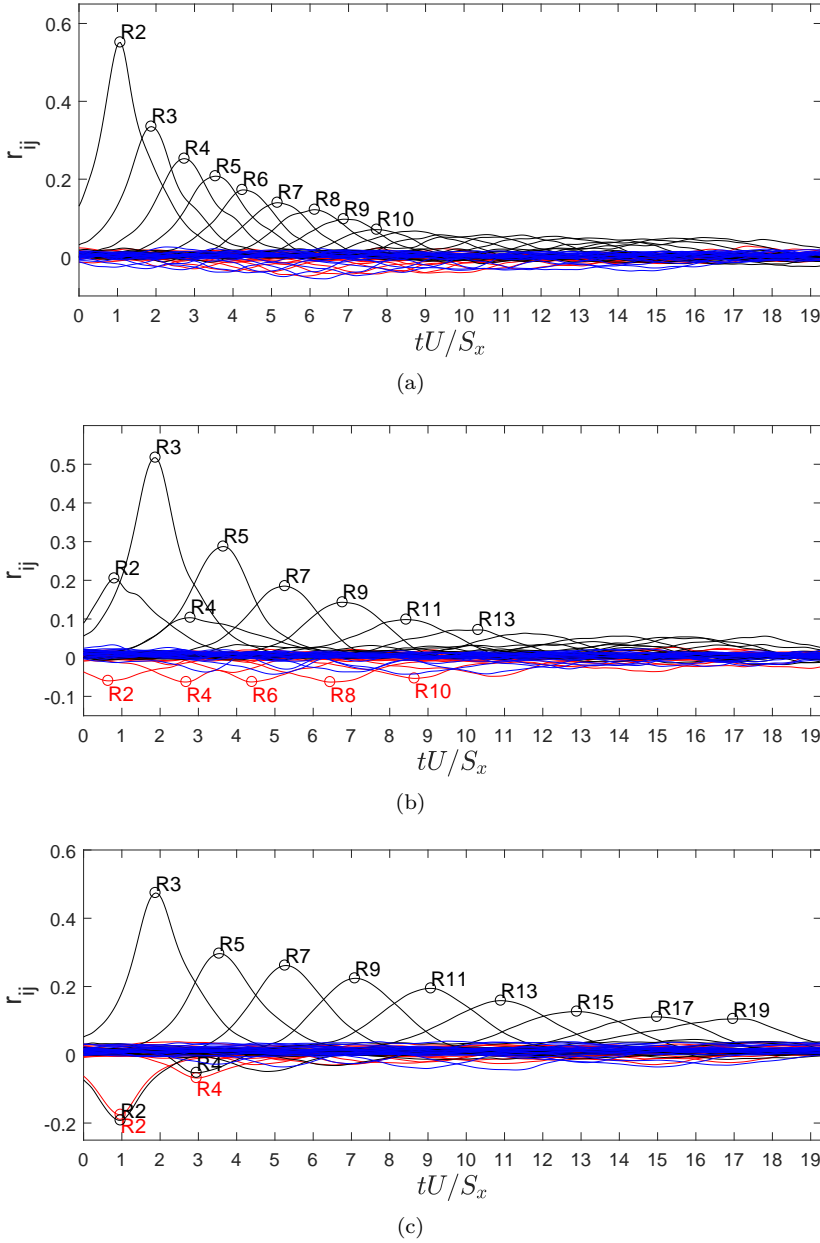 0.6
0.4
0.2
0
r_ij
R2
R3
R4
R5
R6
R7
R8
R9
R10
0 1 2 3 4 5 6 7 8 9 10 11 12 13 14 15 16 17 18 19
tU/S_x
(a)
0.5
0.4
0.3
0.2
0.1
0
-0.1
r_ij
R3
R5
R2
R7
R4
R9
R11
R13
R2 R4 R6 R8 R10
0 1 2 3 4 5 6 7 8 9 10 11 12 13 14 15 16 17 18 19
tU/S_x
(b)
0.6
0.4
0.2
0
-0.2
r_ij
R3
R5
R7
R9
R11
R13
R15
R17
R19
R4
R4
R2
R2
0 1 2 3 4 5 6 7 8 9 10 11 12 13 14 15 16 17 18 19
tU/S_x
(c)